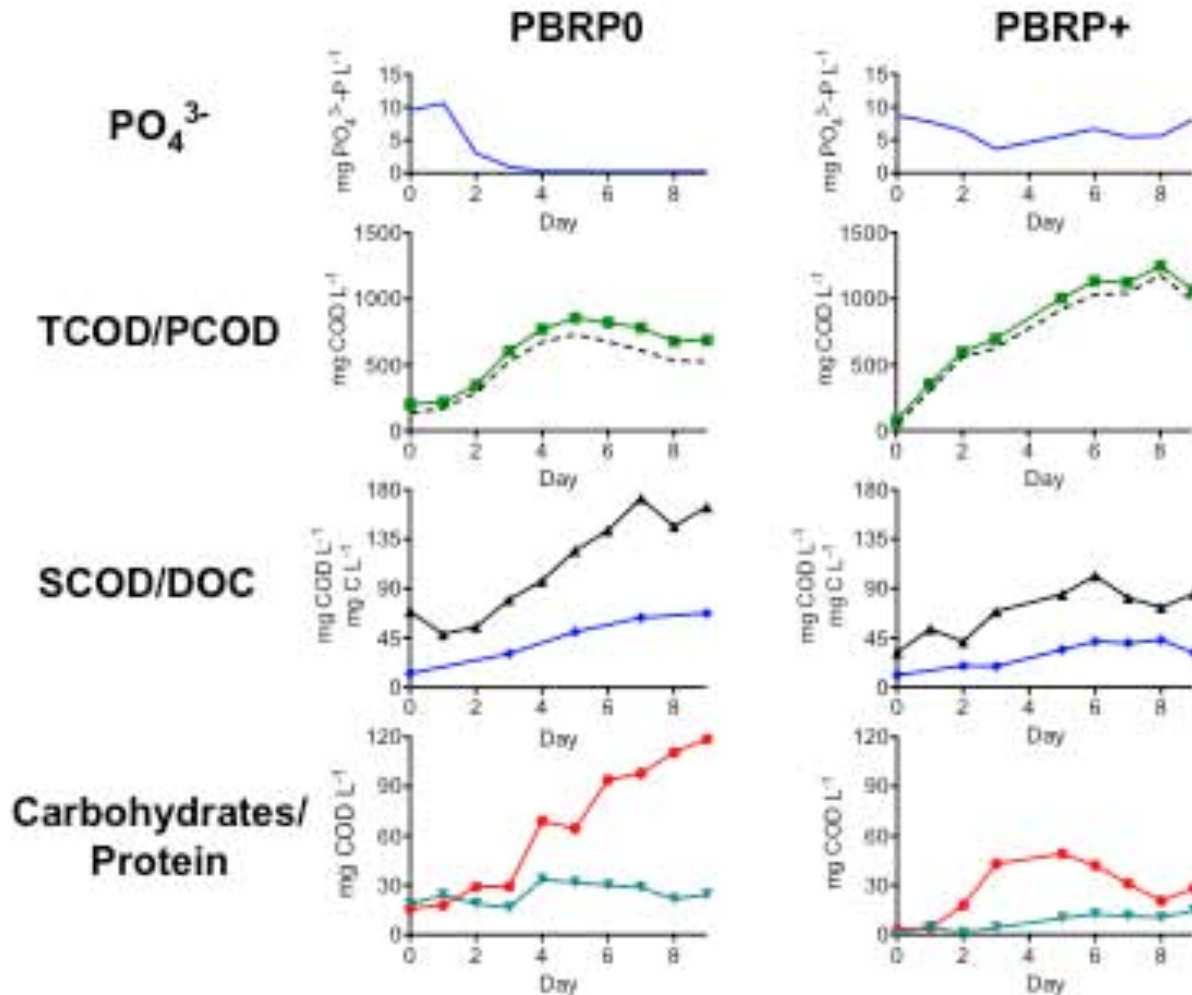 PBRP0
PBRP+
PO₄³⁻
mg PO₄³-P L⁻¹
15
10
5
0
0 2 4 6 8
Day
mg PO₄³-P L⁻¹
15
10
5
0
0 2 4 6 8
Day
TCOD/PCOD
mg COD L⁻¹
1500
1000
500
0
0 2 4 6 8
Day
mg COD L⁻¹
1500
1000
500
0
0 2 4 6 8
Day
SCOD/DOC
mg COD L⁻¹
mg C L⁻¹
180
135
90
45
0
0 2 4 6 8
Day
mg COD L⁻¹
mg C L⁻¹
180
135
90
45
0
0 2 4 6 8
Day
Carbohydrates/
Protein
mg COD L⁻¹
120
90
60
30
0
0 2 4 6 8
Day
mg COD L⁻¹
120
90
60
30
0
0 2 4 6 8
Day